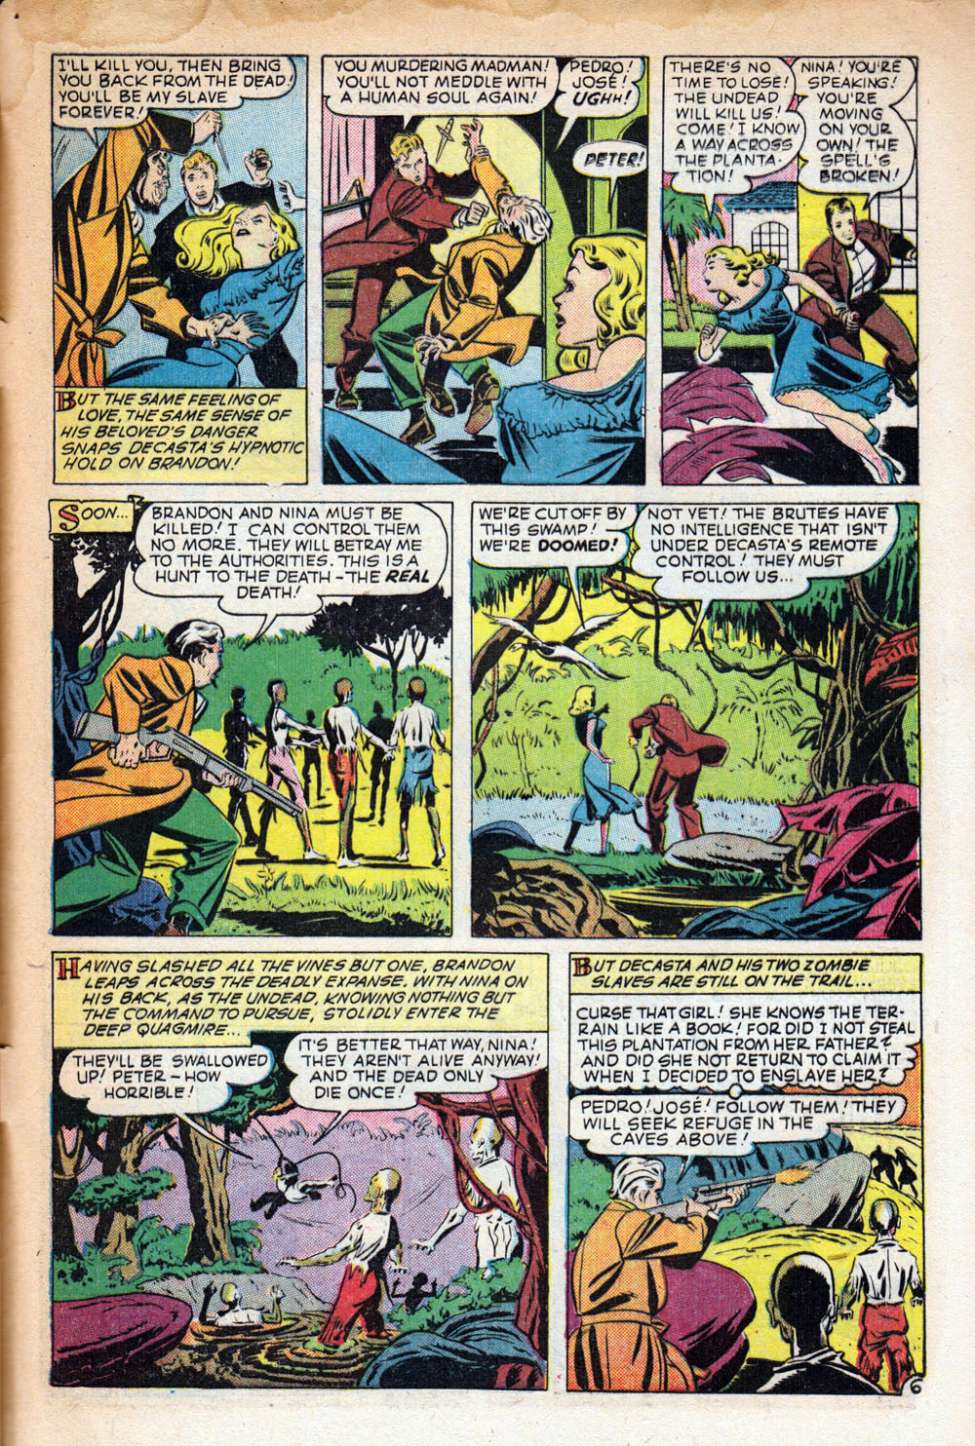 I'LL KILL YOU, THEN BRING
YOU BACK FROM THE DEAD!
YOU'LL BE MY SLAVE
FOREVER!
BUT THE SAME FEELING OF
LOVE, THE SAME SENSE OF
HIS BELOVED'S DANGER
SNAPS DECASTA'S HYPNOTIC
HOLD ON BRANDON!
YOU MURDERING MADMAN!
YOU'LL NOT MEDDLE WITH
A HUMAN SOUL AGAIN!
PEDRO!
JOSÉ!
UGHH!
PETER!
THERE'S NO
TIME TO LOSE!
THE UNDEAD
WILL KILL US!
COME! I KNOW
A WAY ACROSS
THE PLANTA-
TION!
NINA! YOU'RE
SPEAKING!
YOU'RE
MOVING
ON YOUR
OWN! THE
SPELL'S
BROKEN!
SOON...
BRANDON AND NINA MUST BE
KILLED! I CAN CONTROL THEM
NO MORE. THEY WILL BETRAY ME
TO THE AUTHORITIES. THIS IS A
HUNT TO THE DEATH-THE REAL
DEATH!
WE'RE CUT OFF BY
THIS SWAMP!
WE'RE DOOMED!
NOT YET! THE BRUTES HAVE
NO INTELLIGENCE THAT ISN'T
UNDER DECASTA'S REMOTE
CONTROL! THEY MUST
FOLLOW US...
HAVING SLASHED ALL THE VINES BUT ONE, BRANDON
LEAPS ACROSS THE DEADLY EXPANSE. WITH NINA ON
HIS BACK, AS THE UNDEAD, KNOWING NOTHING BUT
THE COMMAND TO PURSUE, STOLIDLY ENTER THE
DEEP QUAGMIRE...
THEY'LL BE SWALLOWED
UP! PETER-HOW
HORRIBLE!
IT'S BETTER THAT WAY, NINA!
THEY AREN'T ALIVE ANYWAY!
AND THE DEAD ONLY
DIE ONCE!
BUT DECASTA AND HIS TWO ZOMBIE
SLAVES ARE STILL ON THE TRAIL...
CURSE THAT GIRL! SHE KNOWS THE TER-
RAIN LIKE A BOOK! FOR DID I NOT STEAL
THIS PLANTATION FROM HER FATHER?
AND DID SHE NOT RETURN TO CLAIM IT
WHEN I DECIDED TO ENSLAVE HER?
PEDRO! JOSÉ! FOLLOW THEM! THEY
WILL SEEK REFUGE IN THE
CAVES ABOVE!
6